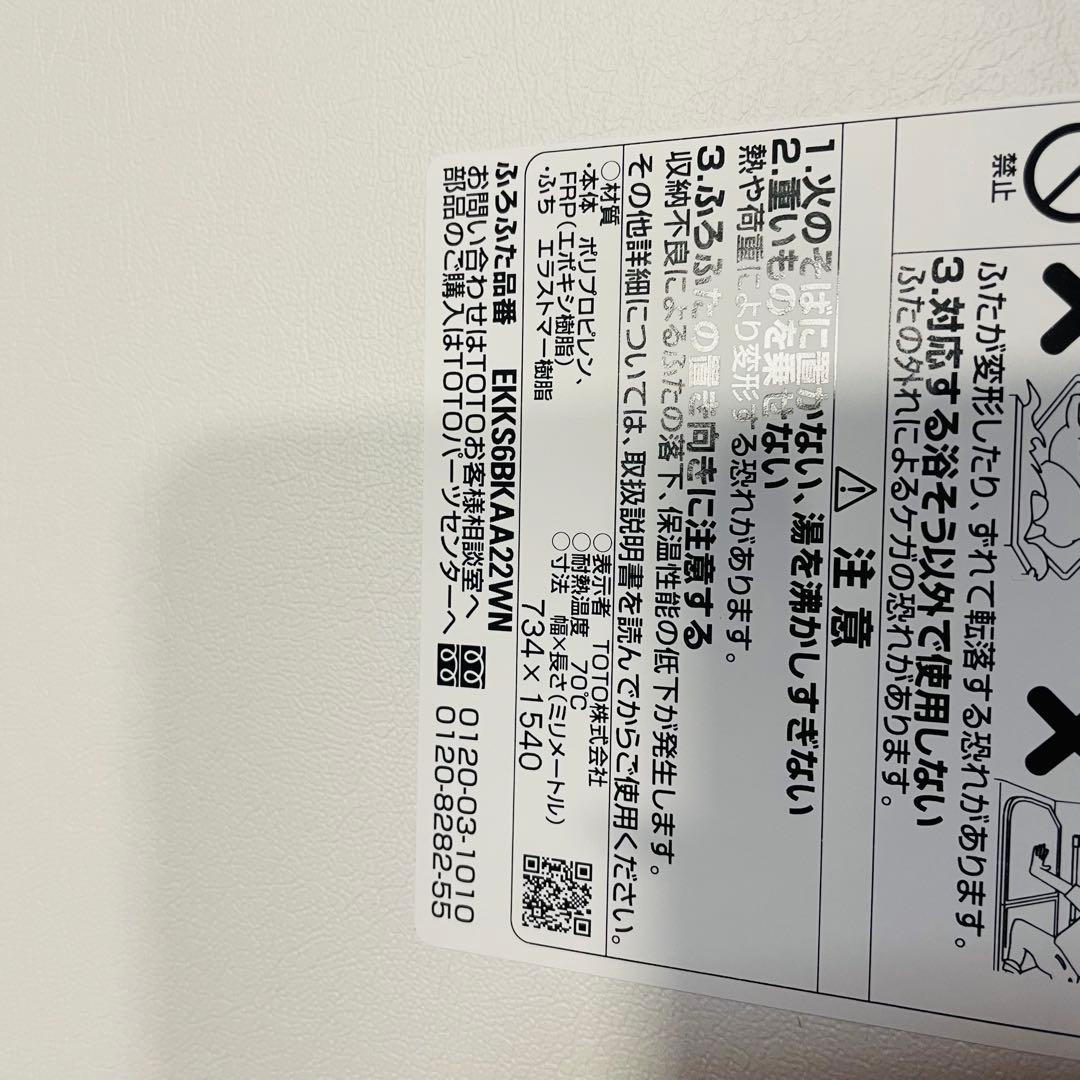 禁止
ふたが変形したり、ずれて転落する恐れがあります。
3.対応する浴そう以外で使用しない
ふたの外れによるケガの恐れがあります。
注意
1.火のそばに置かない、湯を沸かしすぎない
2.重いものを乗せない
熱や荷重により変形する恐れがあります。
3.ふろふたの置き向きに注意する
収納不良によるふたの落下、保温性能の低下が発生します。
その他詳細については、取扱説明書を読んでからご使用ください。
○材質
・本体 ポリプロピレン、
FRP(エポキシ樹脂)
・ふち エラストマー樹脂
○表示者 TOTO株式会社
○耐熱温度 70℃
○寸法 幅×長さ(ミリメートル)
734×1540
ふろふた品番 EKKS6BKAA22WN
お問い合わせはTOTOお客様相談室へ 0120-03-1010
部品のご購入はTOTOパーツセンターへ 0120-8282-55